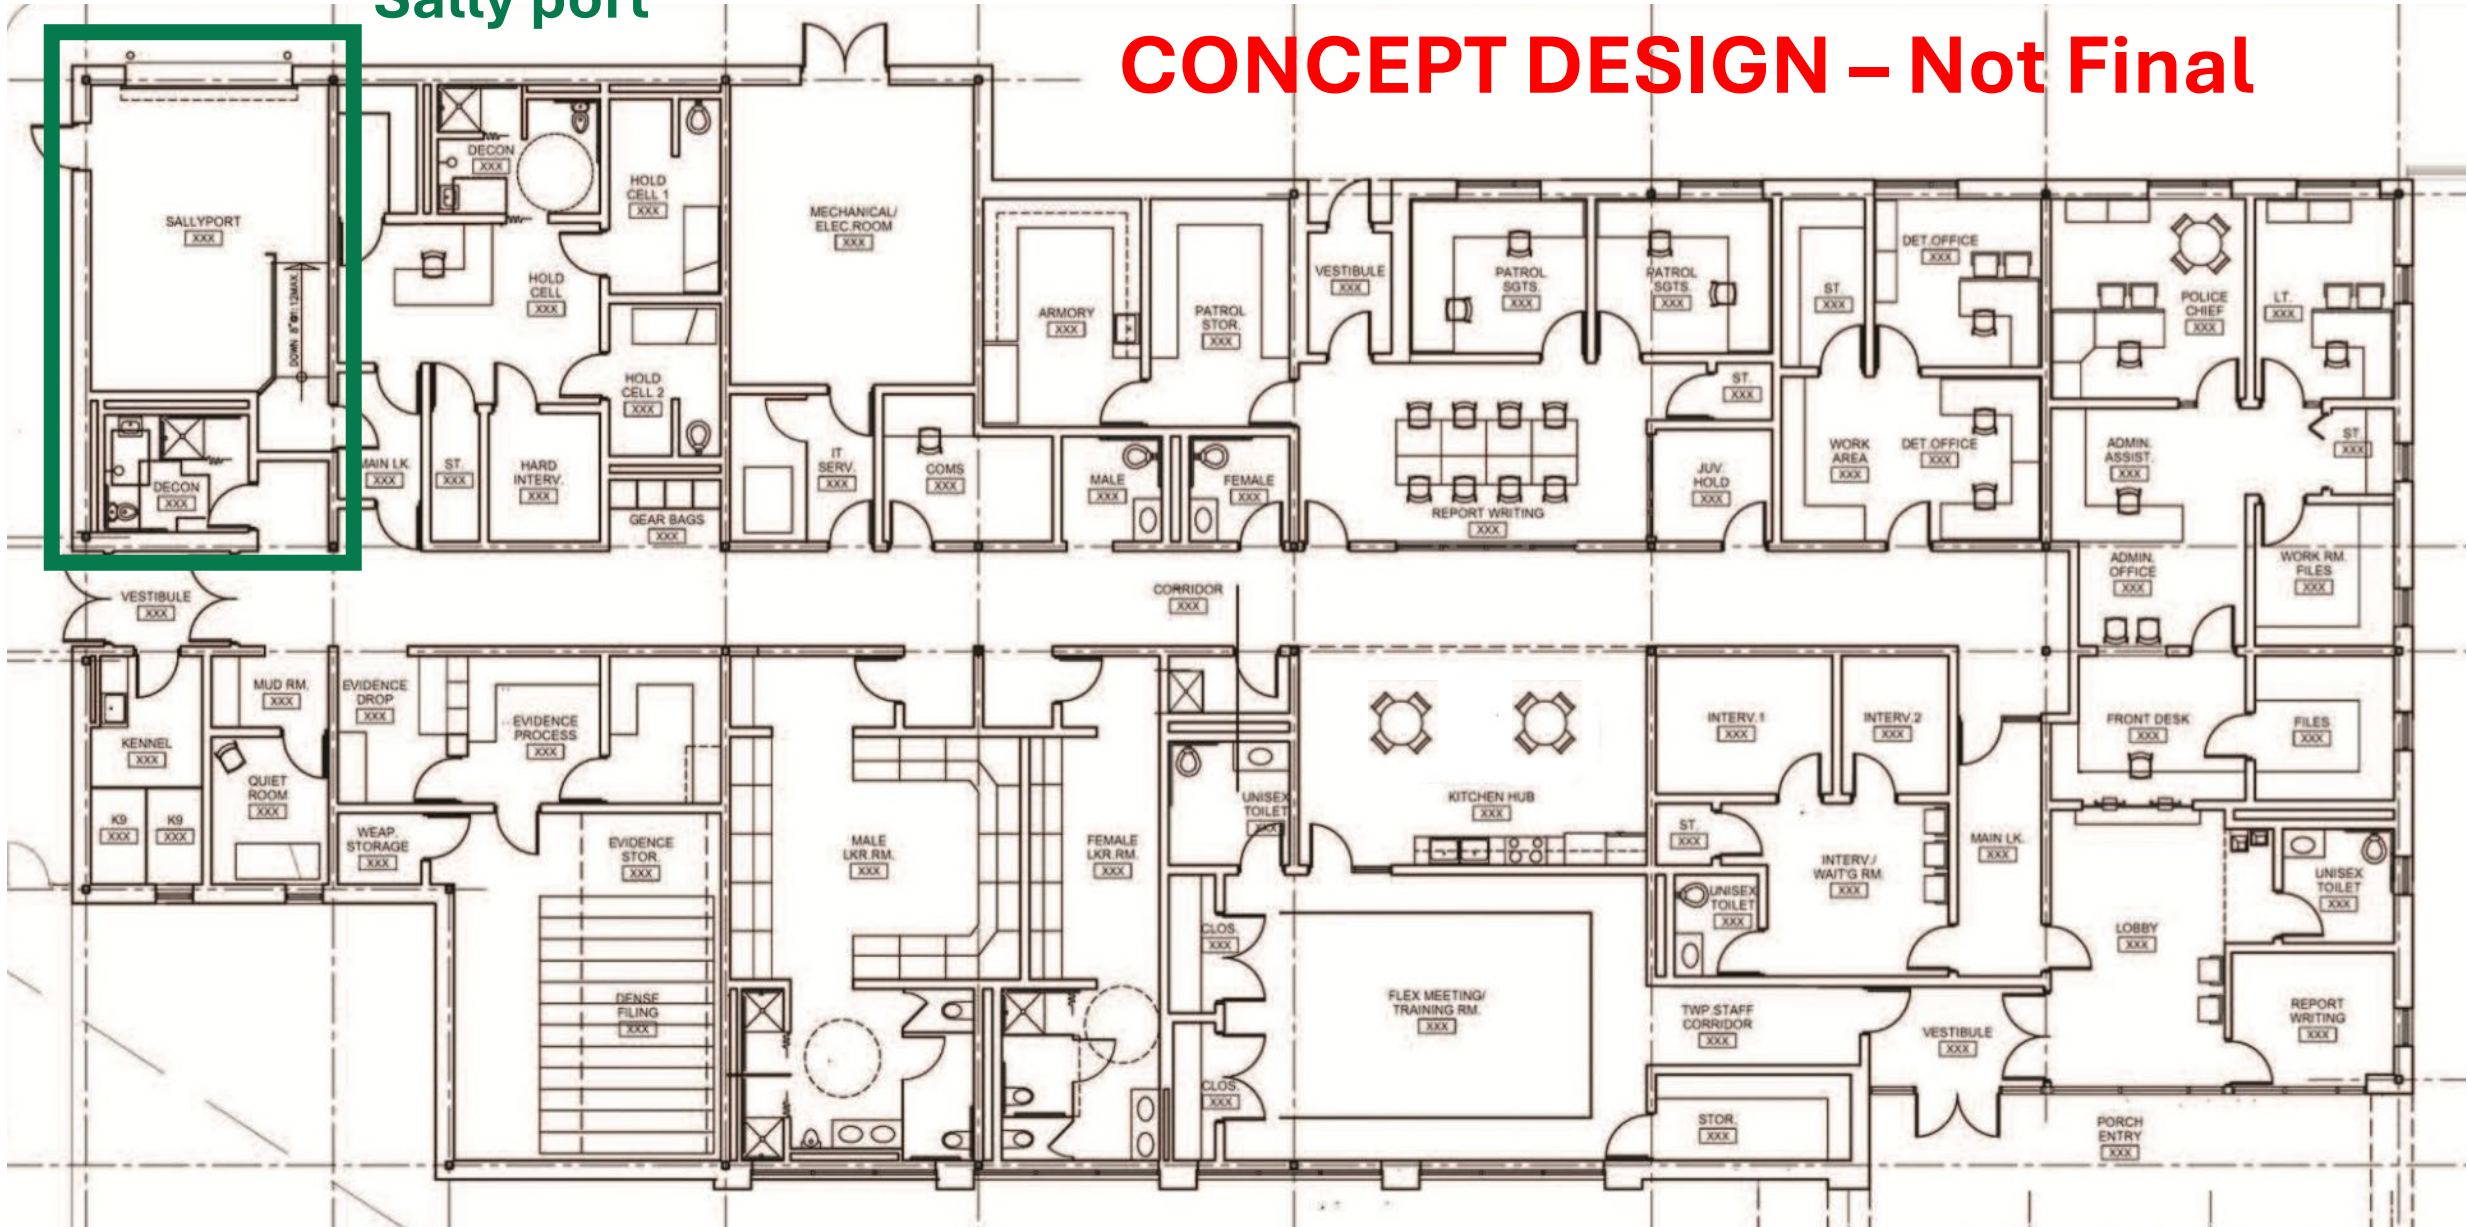 Sally port
CONCEPT DESIGN – Not Final
SALLYPORT
XXX
DOWN 8"@1:12MAX.
DECON
XXX
DECON
XXX
HOLD
CELL 1
XXX
HOLD
CELL
XXX
HOLD
CELL 2
XXX
MAIN LK.
XXX
ST.
XXX
HARD
INTERV.
XXX
GEAR BAGS
XXX
MECHANICAL/
ELEC.ROOM
XXX
IT
SERV.
XXX
COMS
XXX
ARMORY
XXX
PATROL
STOR.
XXX
MALE
XXX
FEMALE
XXX
VESTIBULE
XXX
PATROL
SGTS.
XXX
PATROL
SGTS.
XXX
ST.
XXX
REPORT WRITING
XXX
ST.
XXX
JUV.
HOLD
XXX
DET.OFFICE
XXX
WORK
AREA
XXX
DET.OFFICE
XXX
POLICE
CHIEF
XXX
LT.
XXX
ADMIN.
ASSIST.
XXX
ST.
XXX
ADMIN.
OFFICE
XXX
WORK RM.
FILES
XXX
VESTIBULE
XXX
CORRIDOR
XXX
KENNEL
XXX
K9
XXX
K9
XXX
MUD RM.
XXX
QUIET
ROOM
XXX
EVIDENCE
DROP
XXX
EVIDENCE
PROCESS
XXX
WEAP.
STORAGE
XXX
EVIDENCE
STOR.
XXX
DENSE
FILING
XXX
MALE
LKR.RM.
XXX
FEMALE
LKR.RM.
XXX
UNISEX
TOILET
XXX
KITCHEN HUB
XXX
CLOS.
XXX
CLOS.
XXX
FLEX MEETING/
TRAINING RM.
XXX
INTERV.1
XXX
INTERV.2
XXX
ST.
XXX
UNISEX
TOILET
XXX
INTERV./
WAIT'G RM.
XXX
MAIN LK.
XXX
FRONT DESK
XXX
FILES
XXX
LOBBY
XXX
UNISEX
TOILET
XXX
REPORT
WRITING
XXX
TWP.STAFF
CORRIDOR
XXX
VESTIBULE
XXX
STOR.
XXX
PORCH
ENTRY
XXX